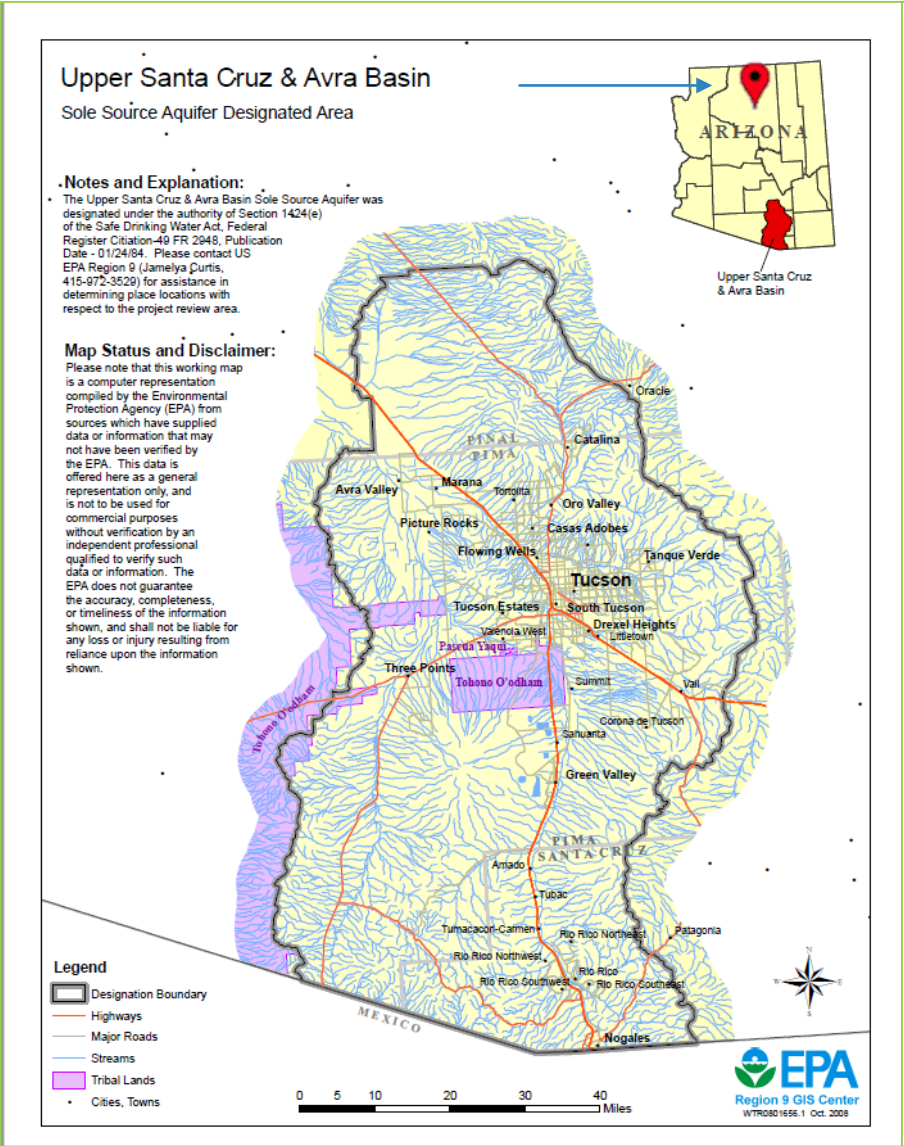 Upper Santa Cruz & Avra Basin
Sole Source Aquifer Designated Area
ARIZONA
Upper Santa Cruz
& Avra Basin
Notes and Explanation:
The Upper Santa Cruz & Avra Basin Sole Source Aquifer was
designated under the authority of Section 1424(e)
of the Safe Drinking Water Act, Federal
Register Citiation-49 FR 2948, Publication
Date - 01/24/84. Please contact US
EPA Region 9 (Jamelya Curtis,
415-972-3529) for assistance in
determining place locations with
respect to the project review area.
Map Status and Disclaimer:
Please note that this working map
is a computer representation
compiled by the Environmental
Protection Agency (EPA) from
sources which have supplied
data or information that may
not have been verified by
the EPA. This data is
offered here as a general
representation only, and
is not to be used for
commercial purposes
without verification by an
independent professional
qualified to verify such
data or information. The
EPA does not guarantee
the accuracy, completeness,
or timeliness of the information
shown, and shall not be liable for
any loss or injury resulting from
reliance upon the information
shown.
Oracle
PINAL
PIMA
Catalina
Avra Valley
Marana
Tortolita
Oro Valley
Picture Rocks
Casas Adobes
Flowing Wells
Tanque Verde
Tucson
Tucson Estates
South Tucson
Drexel Heights
Valencia West
Littletown
Pascua Yaqui
Three Points
Tohono O'odham
Summit
Vail
Tohono O'odham
Corona de Tucson
Sahuarita
Green Valley
PIMA
SANTA CRUZ
Amado
Tubac
Tumacacori-Carmen
Rio Rico Northeast
Patagonia
Rio Rico Northwest
Rio Rico
Rio Rico Southwest
Rio Rico Southeast
MEXICO
Nogales
Legend
Designation Boundary
Highways
Major Roads
Streams
Tribal Lands
Cities, Towns
0 5 10 20 30 40
Miles
N
W E
S
EPA
Region 9 GIS Center
WTR0801656.1 Oct. 2008